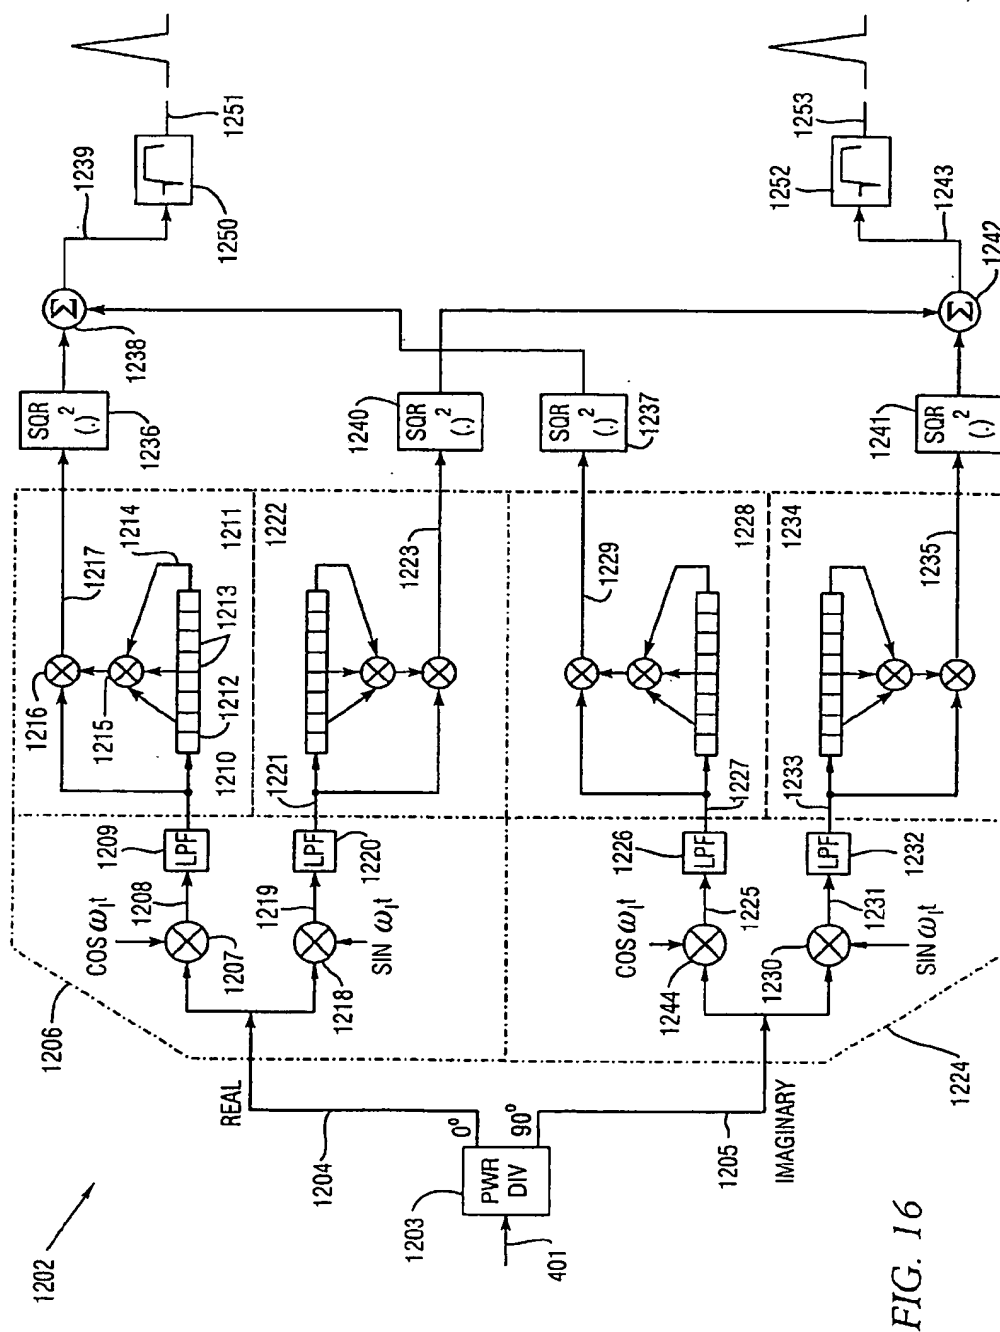 1202
401
1203
PWR
DIV
0°
90°
1204
1205
REAL
IMAGINARY
1206
1224
COS ω₁t
1207
1208
1209
LPF
1210
1211
1212
1213
1214
1215
1216
1217
SQR
(.)²
1236
Σ
1238
1239
1250
1251
SIN ω₁t
1218
1219
1220
LPF
1221
1222
1223
SQR
(.)²
1240
COS ω₁t
1244
1225
1226
LPF
1227
1228
1229
SQR
(.)²
1237
SIN ω₁t
1230
1231
1232
LPF
1233
1234
1235
SQR
(.)²
1241
Σ
1242
1243
1252
1253
FIG. 16